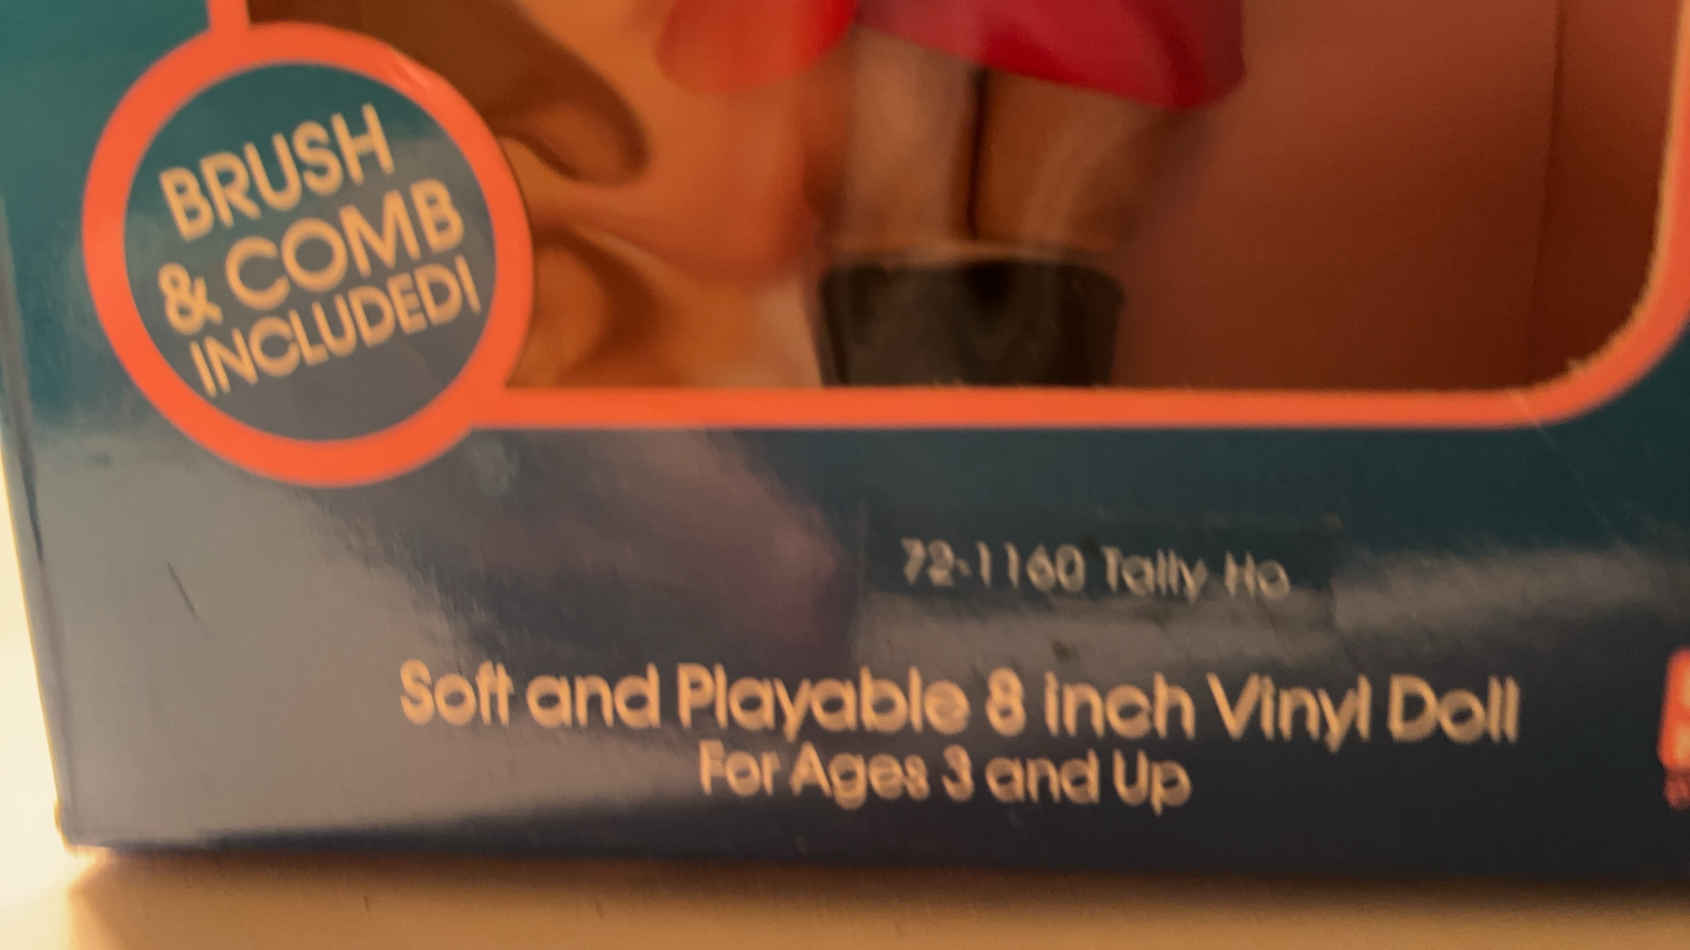 BRUSH
& COMB
INCLUDED!
72-1160 Tally Ho
Soft and Playable 8 inch Vinyl Doll
For Ages 3 and Up